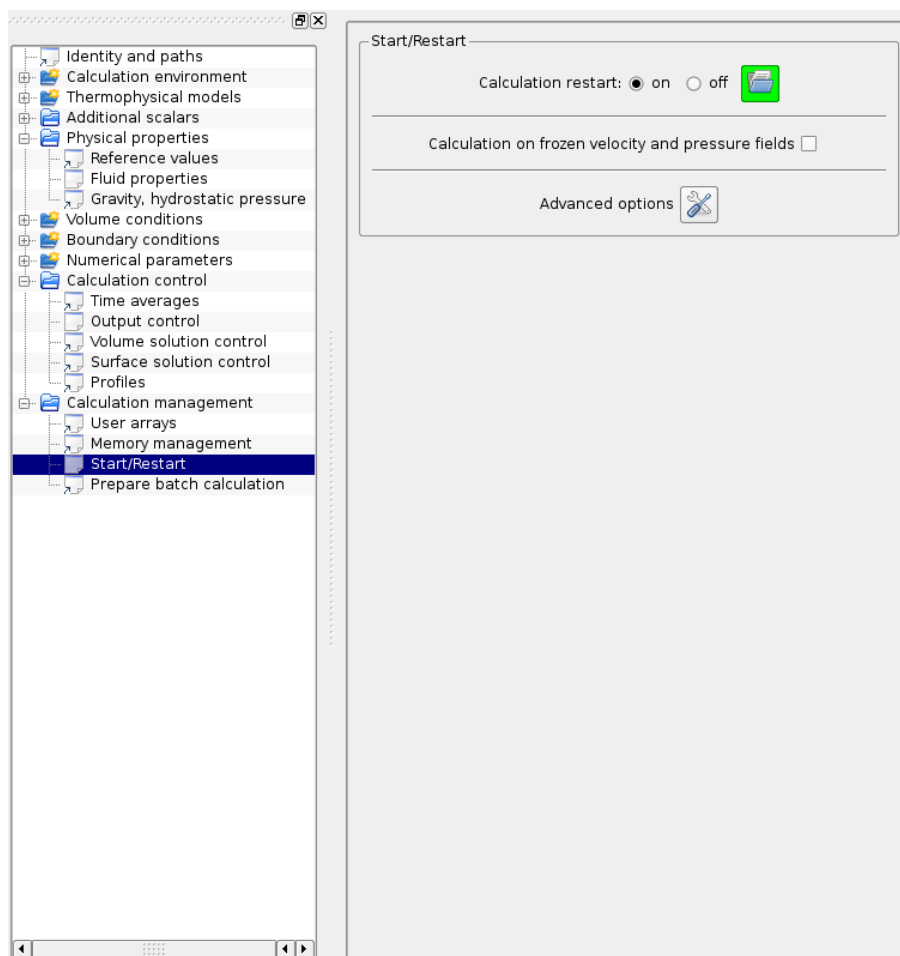 Identity and paths
Calculation environment
Thermophysical models
Additional scalars
Physical properties
Reference values
Fluid properties
Gravity, hydrostatic pressure
Volume conditions
Boundary conditions
Numerical parameters
Calculation control
Time averages
Output control
Volume solution control
Surface solution control
Profiles
Calculation management
User arrays
Memory management
Start/Restart
Prepare batch calculation
Start/Restart
Calculation restart: on off
Calculation on frozen velocity and pressure fields
Advanced options